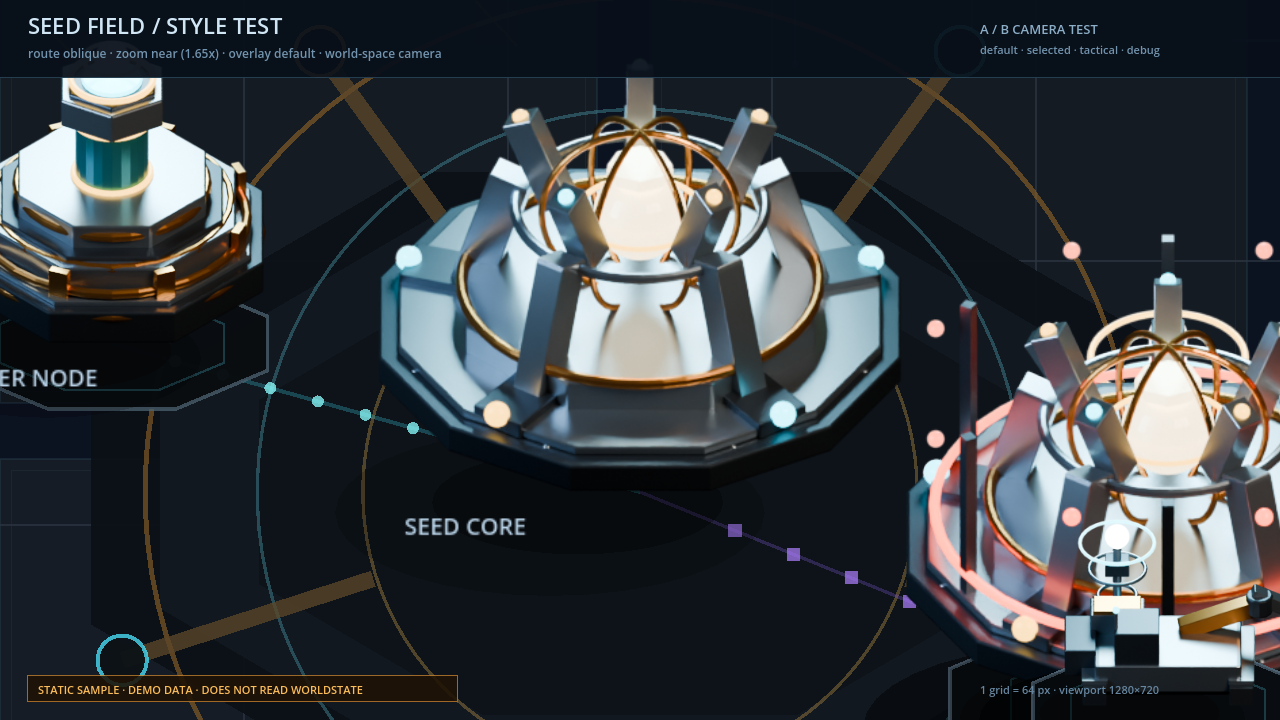 SEED FIELD / STYLE TEST
route oblique · zoom near (1.65x) · overlay default · world-space camera
A / B CAMERA TEST
default · selected · tactical · debug
ER NODE
SEED CORE
STATIC SAMPLE · DEMO DATA · DOES NOT READ WORLDSTATE
1 grid = 64 px · viewport 1280×720